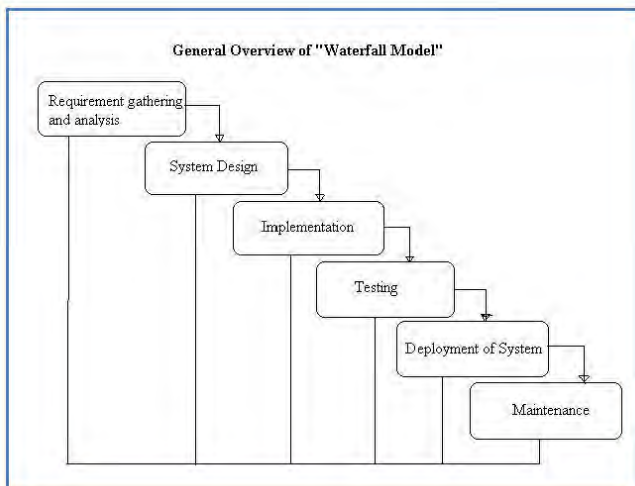 General Overview of "Waterfall Model"
Requirement gathering
and analysis
System Design
Implementation
Testing
Deployment of System
Maintenance